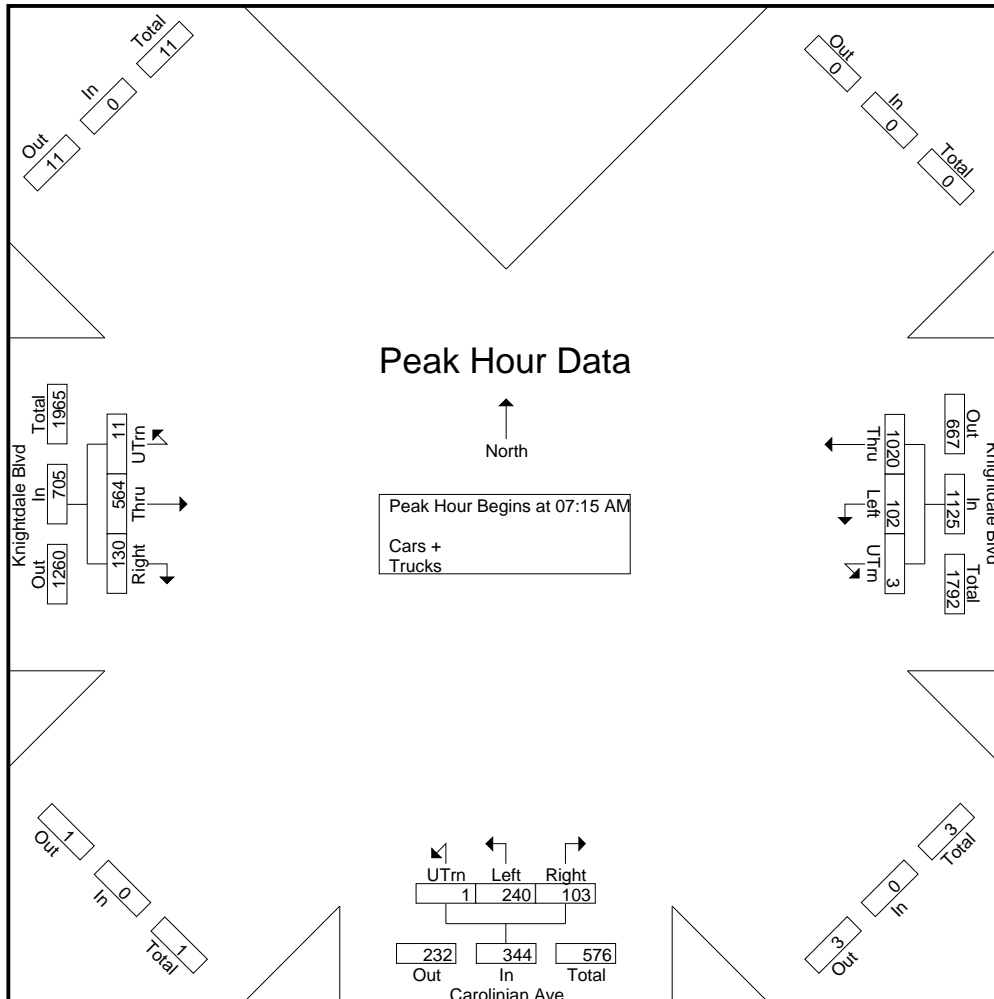 Total
11
In
0
Out
11
Out
0
In
0
Total
0
Peak Hour Data
North
Peak Hour Begins at 07:15 AM
Cars +
Trucks
Knightdale Blvd
Total
1965
In
705
Out
1260
11
UTrn
564
Thru
130
Right
1020
Thru
102
Left
3
UTrn
Out
667
In
1125
Total
1792
Knightdale Blvd
1
Out
0
In
1
Total
UTrn Left Right
1 240 103
232 344 576
Out In Total
Carolinian Ave
3
Total
0
In
3
Out